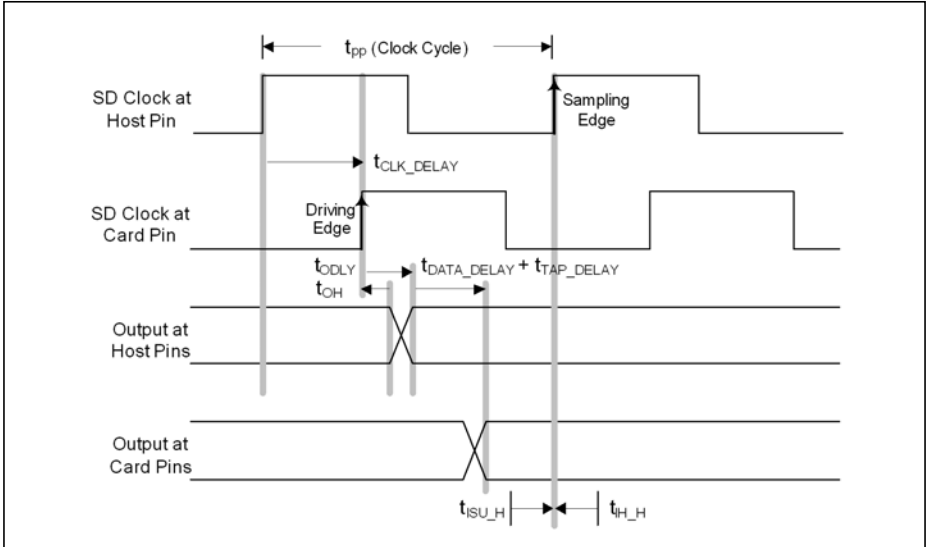 tpp (Clock Cycle)
SD Clock at
Host Pin
Sampling
Edge
tCLK_DELAY
SD Clock at
Card Pin
Driving
Edge
tODLY
tDATA_DELAY + tTAP_DELAY
tOH
Output at
Host Pins
Output at
Card Pins
tISU_H
tIH_H